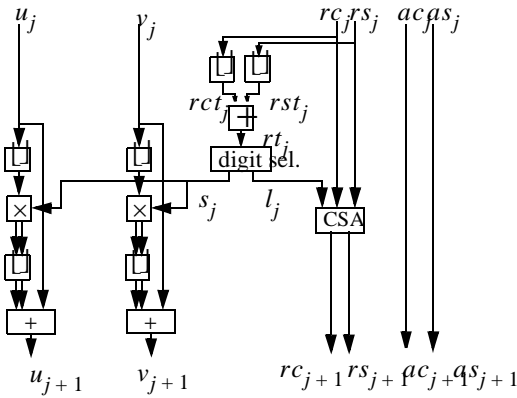 u_j v_j rc_j rs_j ac_j as_j
rct_j + rst_j
rt_j
digit sel.
× × s_j l_j CSA
+ +
u_{j+1} v_{j+1} rc_{j+1} rs_{j+1} ac_{j+1} as_{j+1}